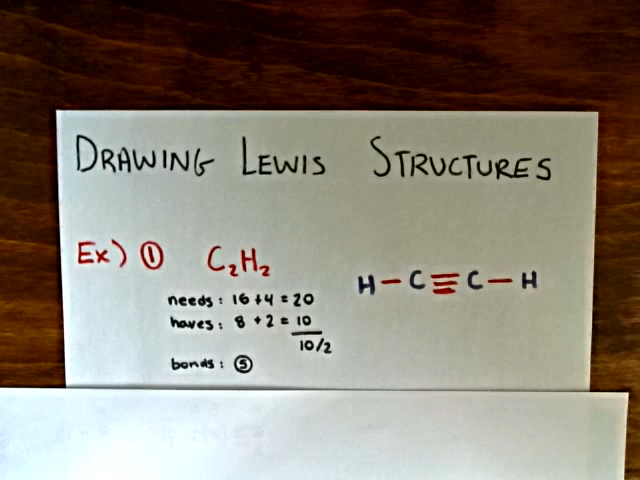 DRAWING LEWIS STRUCTURES
Ex) ① C₂H₂
needs: 16 + 4 = 20
haves: 8 + 2 = 10
10/2
bonds: ⑤
H — C ≡ C — H